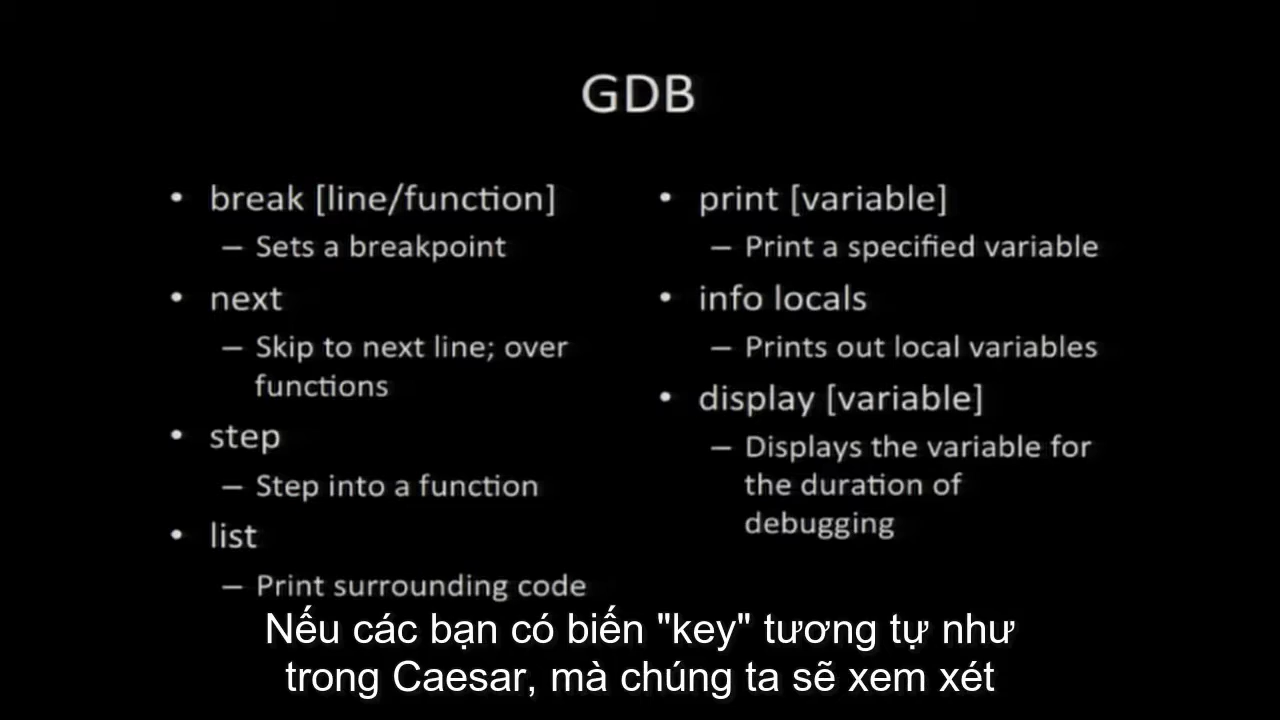 GDB
• break [line/function]
– Sets a breakpoint
• next
– Skip to next line; over
functions
• step
– Step into a function
• list
– Print surrounding code
• print [variable]
– Print a specified variable
• info locals
– Prints out local variables
• display [variable]
– Displays the variable for
the duration of
debugging
Nếu các bạn có biến "key" tương tự như
trong Caesar, mà chúng ta sẽ xem xét